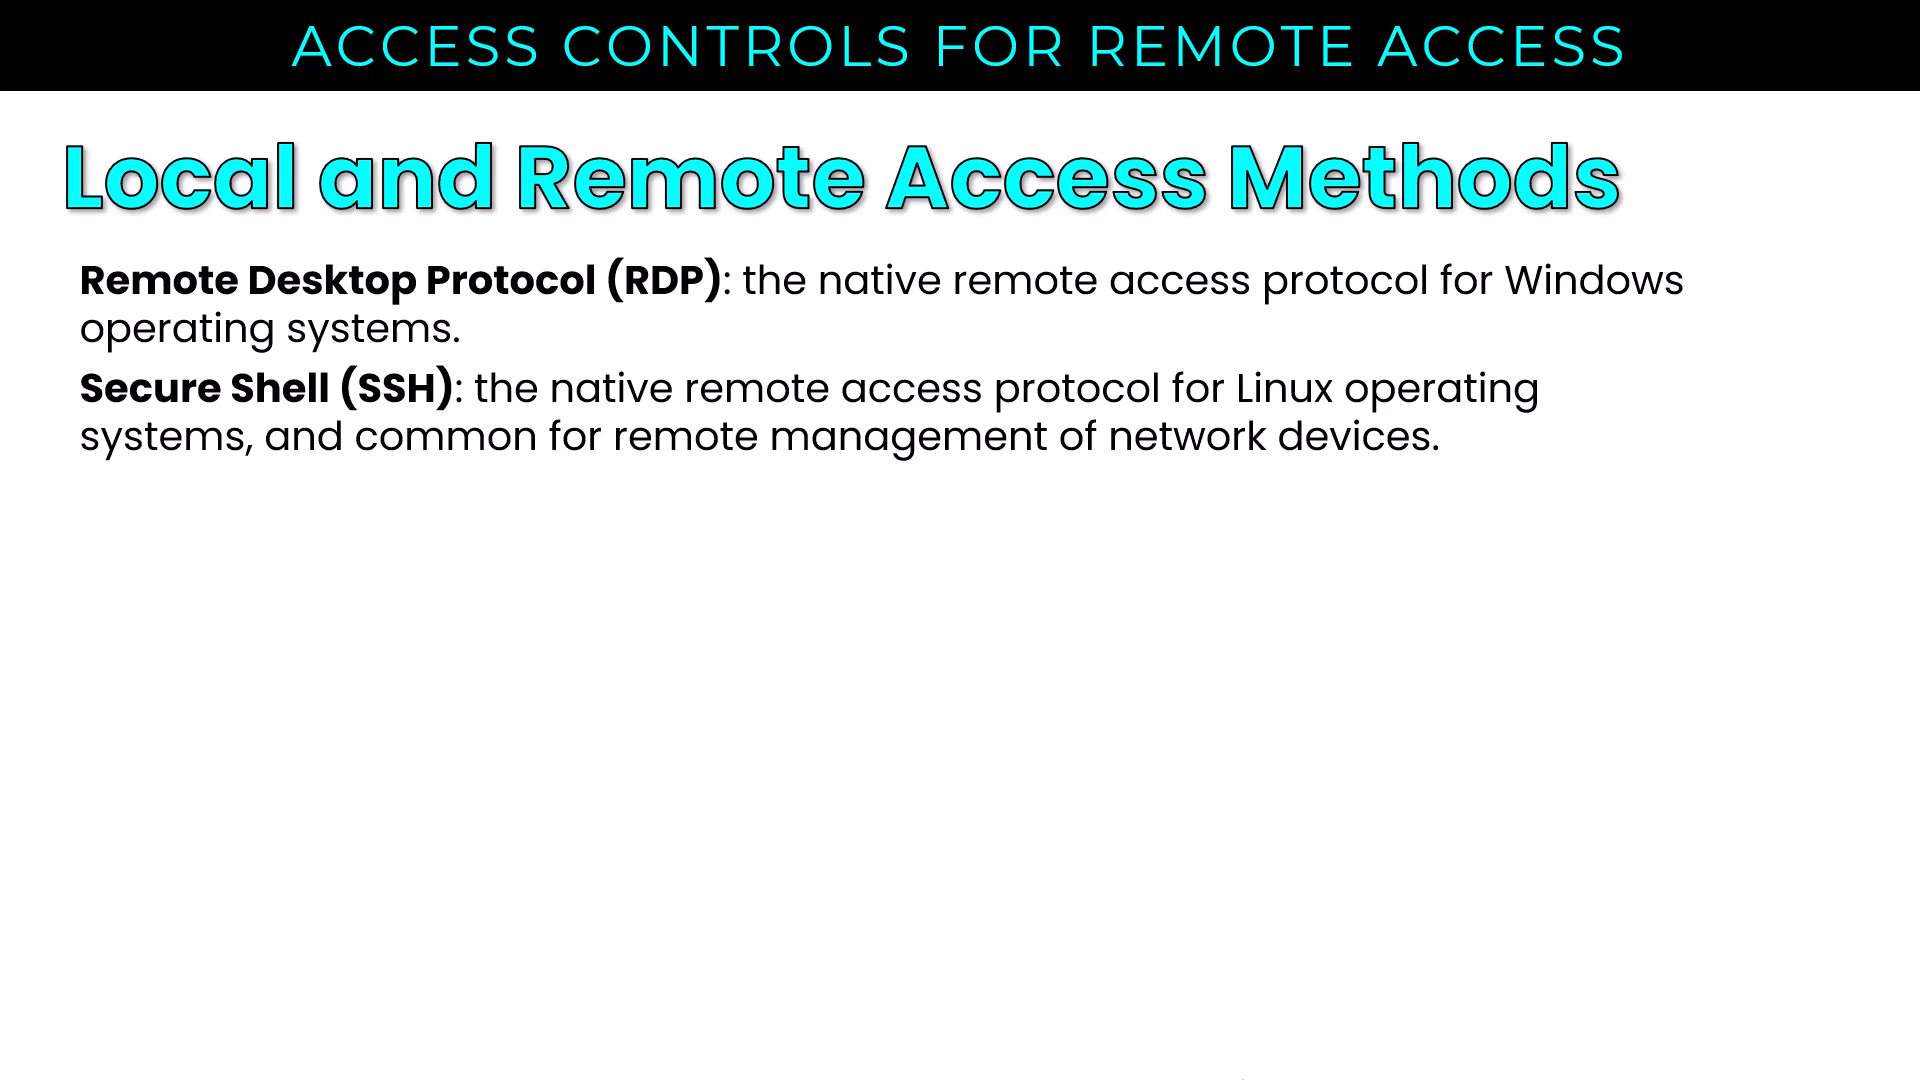 ACCESS CONTROLS FOR REMOTE ACCESS
Local and Remote Access Methods
Remote Desktop Protocol (RDP): the native remote access protocol for Windows
operating systems.
Secure Shell (SSH): the native remote access protocol for Linux operating
systems, and common for remote management of network devices.